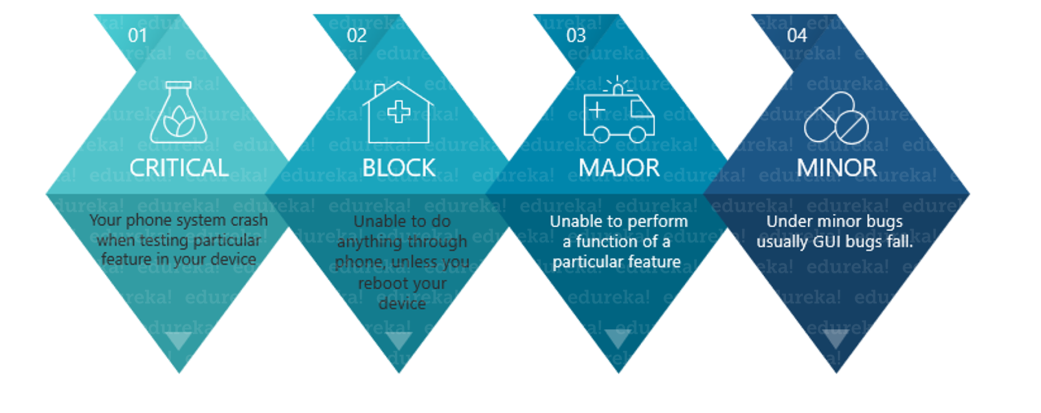 01
CRITICAL
Your phone system crash
when testing particular
feature in your device
02
BLOCK
Unable to do
anything through
phone, unless you
reboot your
device
03
MAJOR
Unable to perform
a function of a
particular feature
04
MINOR
Under minor bugs
usually GUI bugs fall.
edureka!